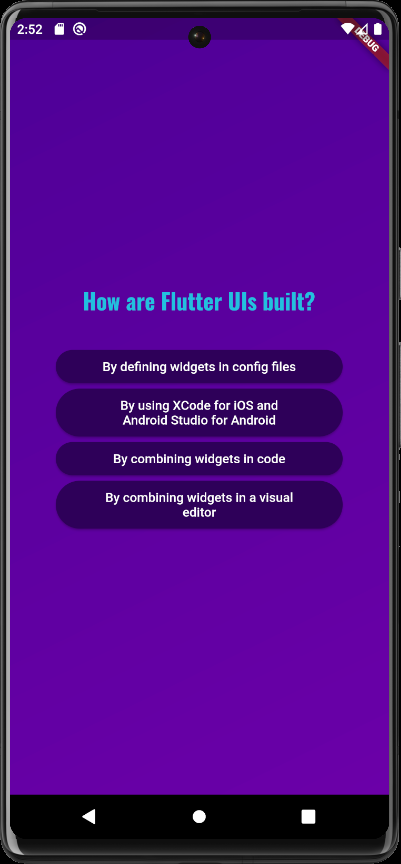 2:52
DEBUG
How are Flutter UIs built?
By defining widgets in config files
By using XCode for iOS and
Android Studio for Android
By combining widgets in code
By combining widgets in a visual
editor